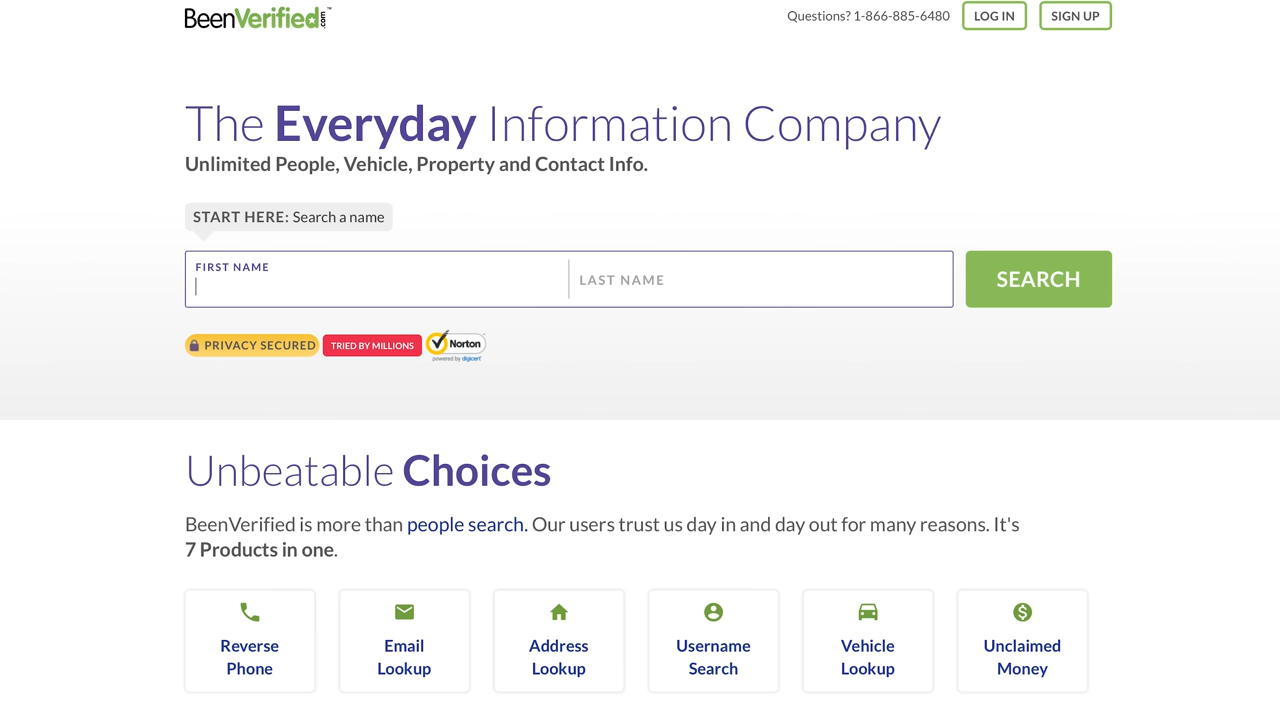 BeenVerified.com™
Questions? 1-866-885-6480
LOG IN
SIGN UP
The Everyday Information Company
Unlimited People, Vehicle, Property and Contact Info.
START HERE: Search a name
FIRST NAME
LAST NAME
SEARCH
PRIVACY SECURED
TRIED BY MILLIONS
Norton
powered by digicert
Unbeatable Choices
BeenVerified is more than people search. Our users trust us day in and day out for many reasons. It's
7 Products in one.
Reverse
Phone
Email
Lookup
Address
Lookup
Username
Search
Vehicle
Lookup
Unclaimed
Money